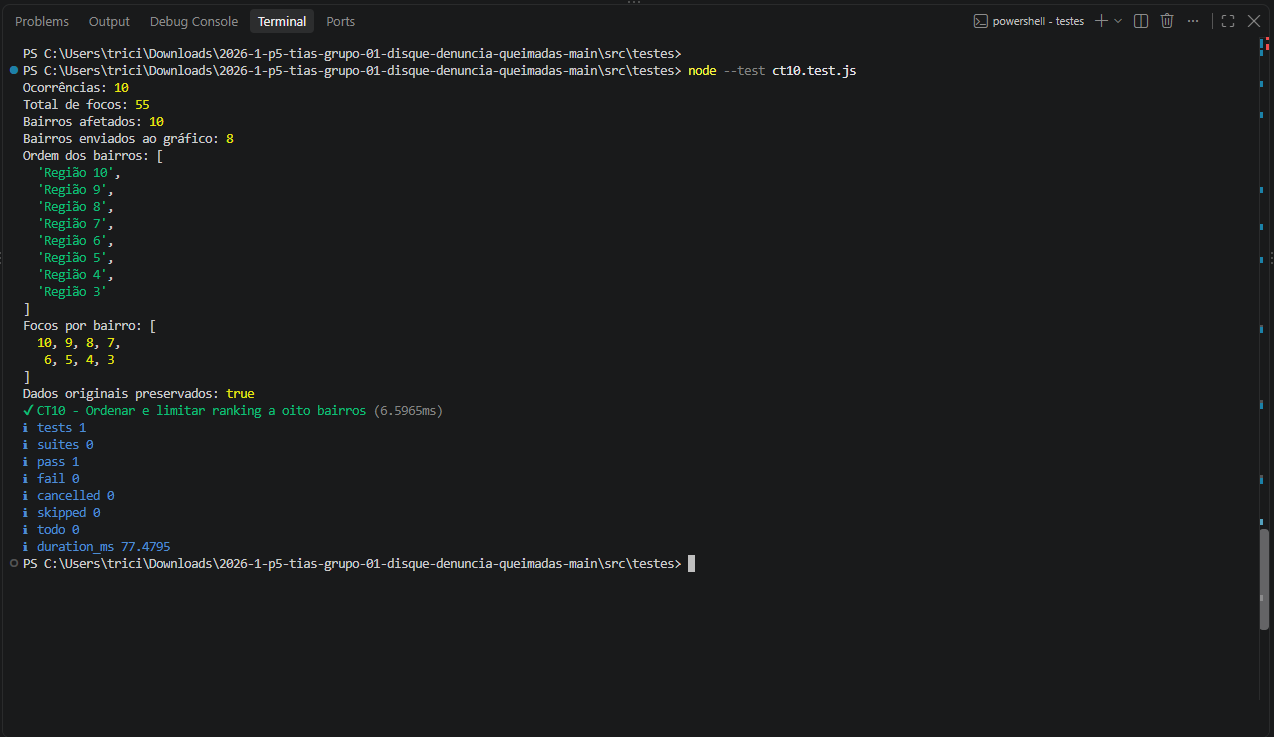 Problems Output Debug Console Terminal Ports powershell - testes
PS C:\Users\trici\Downloads\2026-1-p5-tias-grupo-01-disque-denuncia-queimadas-main\src\testes>
PS C:\Users\trici\Downloads\2026-1-p5-tias-grupo-01-disque-denuncia-queimadas-main\src\testes> node --test ct10.test.js
Ocorrências: 10
Total de focos: 55
Bairros afetados: 10
Bairros enviados ao gráfico: 8
Ordem dos bairros: [
  'Região 10',
  'Região 9',
  'Região 8',
  'Região 7',
  'Região 6',
  'Região 5',
  'Região 4',
  'Região 3'
]
Focos por bairro: [
  10, 9, 8, 7,
   6, 5, 4, 3
]
Dados originais preservados: true
✔ CT10 - Ordenar e limitar ranking a oito bairros (6.5965ms)
ℹ tests 1
ℹ suites 0
ℹ pass 1
ℹ fail 0
ℹ cancelled 0
ℹ skipped 0
ℹ todo 0
ℹ duration_ms 77.4795
PS C:\Users\trici\Downloads\2026-1-p5-tias-grupo-01-disque-denuncia-queimadas-main\src\testes>